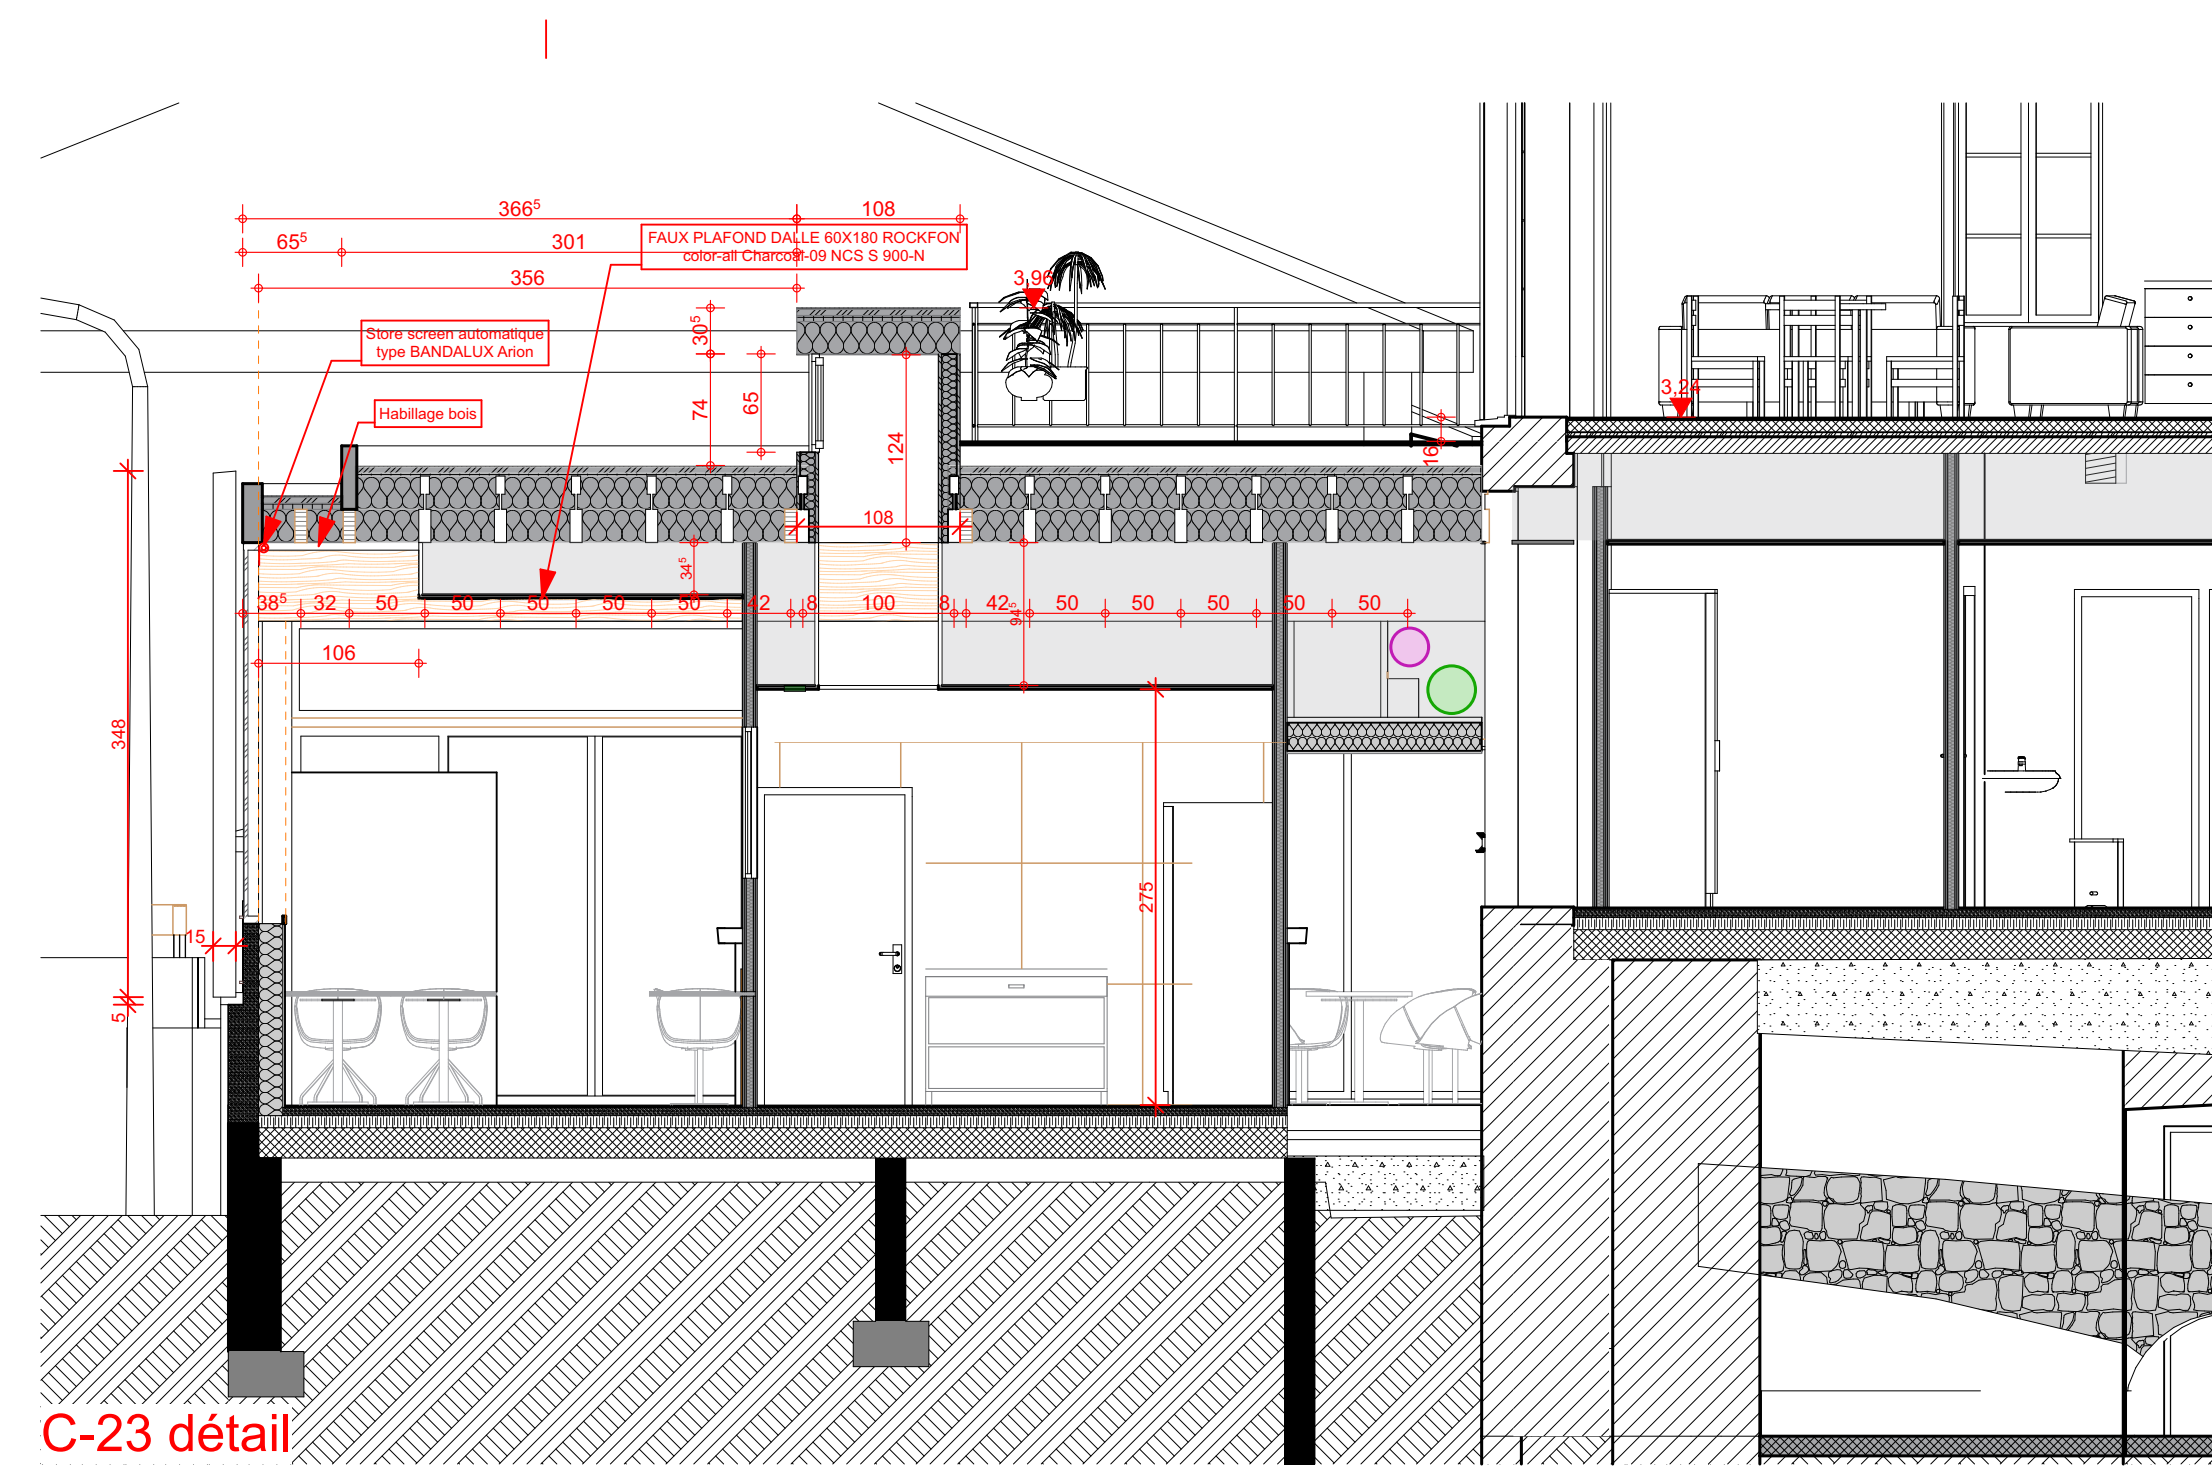 366⁵
108
65⁵
301
FAUX PLAFOND DALLE 60X180 ROCKFON
color-all Charcoal-09 NCS S 900-N
356
3,96
30⁵
Store screen automatique
type BANDALUX Arion
74
65
3,24
Habillage bois
124
16
108
34⁵
38⁵ 32 50 50 50 50 50 42 8 100 8 42 50 50 50 50 50
94⁵
106
348
275
15
5
C-23 détail